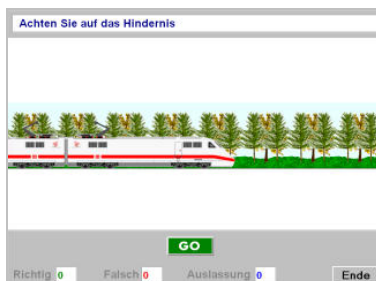 Achten Sie auf das Hindernis
GO
Richtig 0 Falsch 0 Auslassung 0 Ende